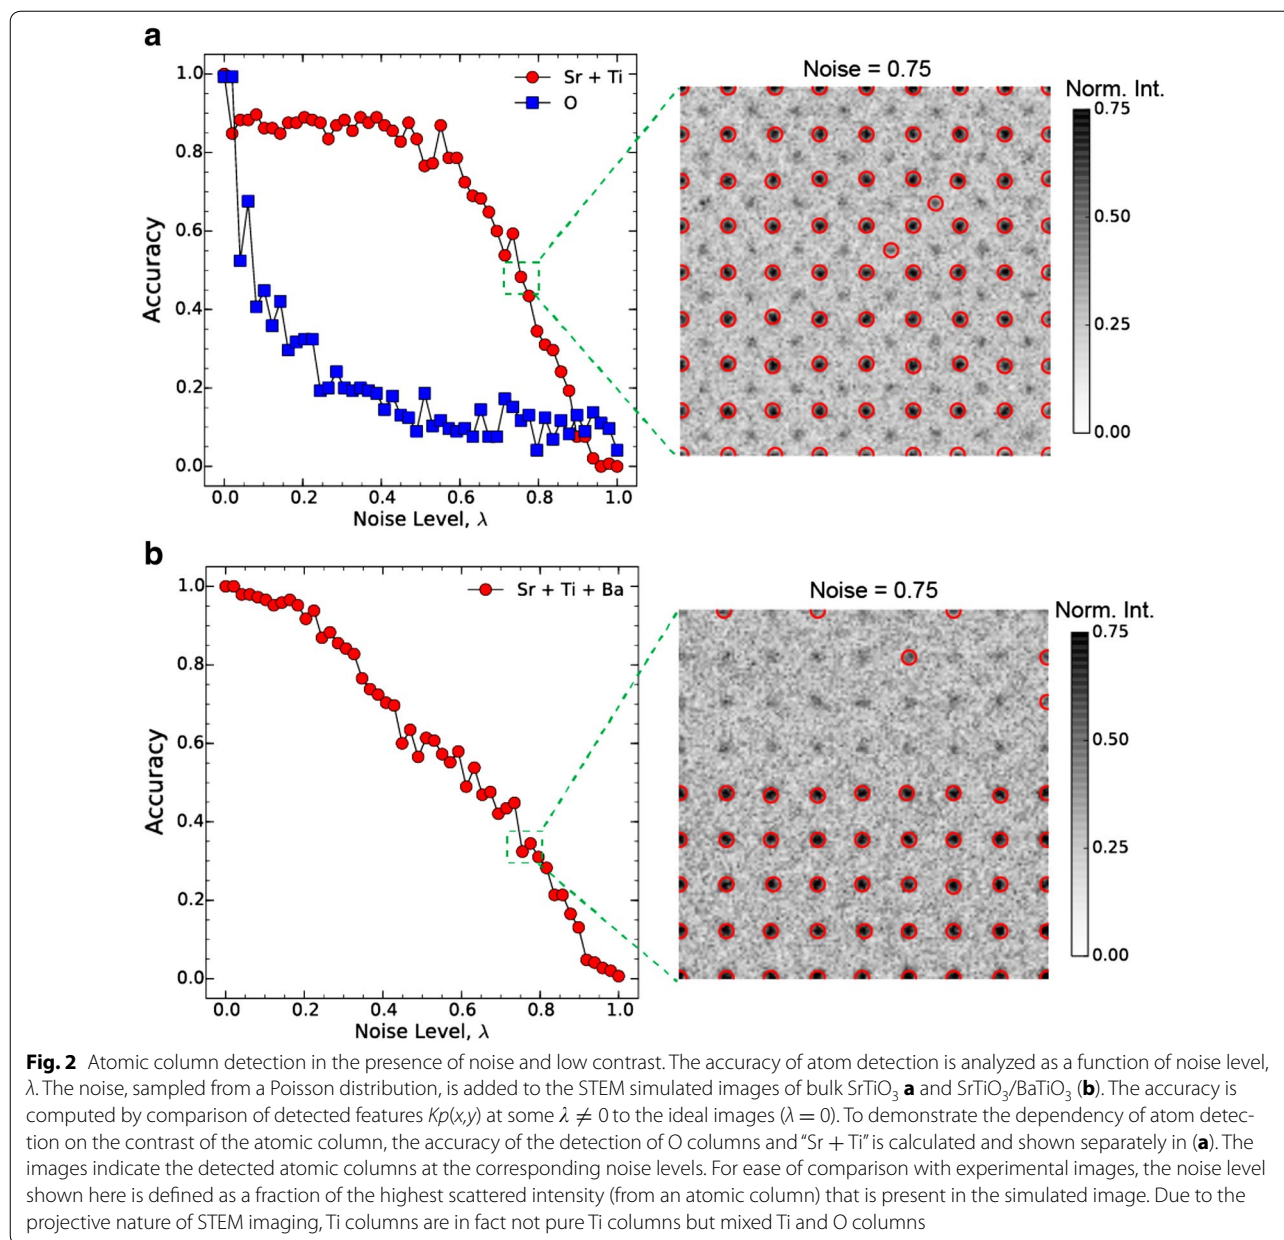 a
Sr + Ti
O
1.0
0.8
0.6
0.4
0.2
0.0
Accuracy
0.0 0.2 0.4 0.6 0.8 1.0
Noise Level, λ
Noise = 0.75
Norm. Int.
0.75
0.50
0.25
0.00
b
Sr + Ti + Ba
1.0
0.8
0.6
0.4
0.2
0.0
Accuracy
0.0 0.2 0.4 0.6 0.8 1.0
Noise Level, λ
Noise = 0.75
Norm. Int.
0.75
0.50
0.25
0.00
Fig. 2 Atomic column detection in the presence of noise and low contrast. The accuracy of atom detection is analyzed as a function of noise level,
λ. The noise, sampled from a Poisson distribution, is added to the STEM simulated images of bulk SrTiO₃ a and SrTiO₃/BaTiO₃ (b). The accuracy is
computed by comparison of detected features Kp(x,y) at some λ ≠ 0 to the ideal images (λ = 0). To demonstrate the dependency of atom detec-
tion on the contrast of the atomic column, the accuracy of the detection of O columns and “Sr + Ti” is calculated and shown separately in (a). The
images indicate the detected atomic columns at the corresponding noise levels. For ease of comparison with experimental images, the noise level
shown here is defined as a fraction of the highest scattered intensity (from an atomic column) that is present in the simulated image. Due to the
projective nature of STEM imaging, Ti columns are in fact not pure Ti columns but mixed Ti and O columns